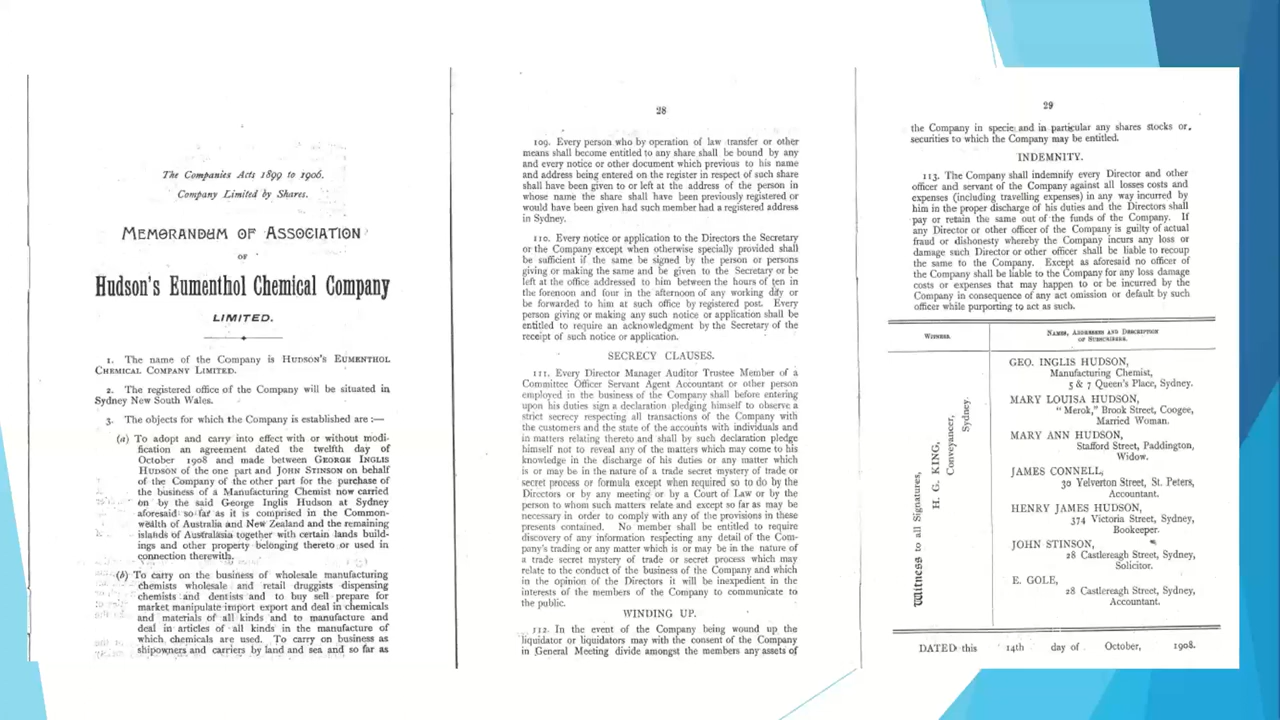 The Companies Acts 1899 to 1906.
Company Limited by Shares.
MEMORANDUM OF ASSOCIATION
OF
Hudson's Eumenthol Chemical Company
LIMITED.
1. The name of the Company is HUDSON'S EUMENTHOL
CHEMICAL COMPANY LIMITED.
2. The registered office of the Company will be situated in
Sydney New South Wales.
3. The objects for which the Company is established are :—
(a) To adopt and carry into effect with or without modi-
fication an agreement dated the twelfth day of
October 1908 and made between GEORGE INGLIS
HUDSON of the one part and JOHN STINSON on behalf
of the Company of the other part for the purchase of
the business of a Manufacturing Chemist now carried
on by the said George Inglis Hudson at Sydney
aforesaid so far as it is comprised in the Common-
wealth of Australia and New Zealand and the remaining
islands of Australasia together with certain lands build-
ings and other property belonging thereto or used in
connection therewith.
(b) To carry on the business of wholesale manufacturing
chemists wholesale and retail druggists dispensing
chemists and dentists and to buy sell prepare for
market manipulate import export and deal in chemicals
and materials of all kinds and to manufacture and
deal in articles of all kinds in the manufacture of
which chemicals are used. To carry on business as
shipowners and carriers by land and sea and so far as
28
109. Every person who by operation of law transfer or other
means shall become entitled to any share shall be bound by any
and every notice or other document which previous to his name
and address being entered on the register in respect of such share
shall have been given to or left at the address of the person in
whose name the share shall have been previously registered or
would have been given had such member had a registered address
in Sydney.
110. Every notice or application to the Directors the Secretary
or the Company except when otherwise specially provided shall
be sufficient if the same be signed by the person or persons
giving or making the same and be given to the Secretary or be
left at the office addressed to him between the hours of ten in
the forenoon and four in the afternoon of any working day or
be forwarded to him at such office by registered post. Every
person giving or making any such notice or application shall be
entitled to require an acknowledgment by the Secretary of the
receipt of such notice or application.
SECRECY CLAUSES.
111. Every Director Manager Auditor Trustee Member of a
Committee Officer Servant Agent Accountant or other person
employed in the business of the Company shall before entering
upon his duties sign a declaration pledging himself to observe a
strict secrecy respecting all transactions of the Company with
the customers and the state of the accounts with individuals and
in matters relating thereto and shall by such declaration pledge
himself not to reveal any of the matters which may come to his
knowledge in the discharge of his duties or any matter which
is or may be in the nature of a trade secret mystery of trade or
secret process or formula except when required so to do by the
Directors or by any meeting or by a Court of Law or by the
person to whom such matters relate and except so far as may be
necessary in order to comply with any of the provisions in these
presents contained. No member shall be entitled to require
discovery of any information respecting any detail of the Com-
pany's trading or any matter which is or may be in the nature of
a trade secret mystery of trade or secret process which may
relate to the conduct of the business of the Company and which
in the opinion of the Directors it will be inexpedient in the
interests of the members of the Company to communicate to
the public.
WINDING UP.
112. In the event of the Company being wound up the
liquidator or liquidators may with the consent of the Company
in General Meeting divide amongst the members any assets of
29
the Company in specie and in particular any shares stocks or
securities to which the Company may be entitled.
INDEMNITY.
113. The Company shall indemnify every Director and other
officer and servant of the Company against all losses costs and
expenses (including travelling expenses) in any way incurred by
him in the proper discharge of his duties and the Directors shall
pay or retain the same out of the funds of the Company. If
any Director or other officer of the Company is guilty of actual
fraud or dishonesty whereby the Company incurs any loss or
damage such Director or other officer shall be liable to recoup
the same to the Company. Except as aforesaid no officer of
the Company shall be liable to the Company for any loss damage
costs or expenses that may happen to or be incurred by the
Company in consequence of any act omission or default by such
officer while purporting to act as such.
WITNESS
NAMES, ADDRESSES AND DESCRIPTION
OF SUBSCRIBERS.
Witness to all Signatures,
H. G. KING,
Conveyancer,
Sydney.
GEO. INGLIS HUDSON,
Manufacturing Chemist,
5 & 7 Queen's Place, Sydney.
MARY LOUISA HUDSON,
"Merok," Brook Street, Coogee,
Married Woman.
MARY ANN HUDSON,
Stafford Street, Paddington,
Widow.
JAMES CONNELL,
30 Yelverton Street, St. Peters,
Accountant.
HENRY JAMES HUDSON,
374 Victoria Street, Sydney,
Bookeeper.
JOHN STINSON,
28 Castlereagh Street, Sydney,
Solicitor.
E. GOLE,
28 Castlereagh Street, Sydney,
Accountant.
DATED this 14th day of October, 1908.